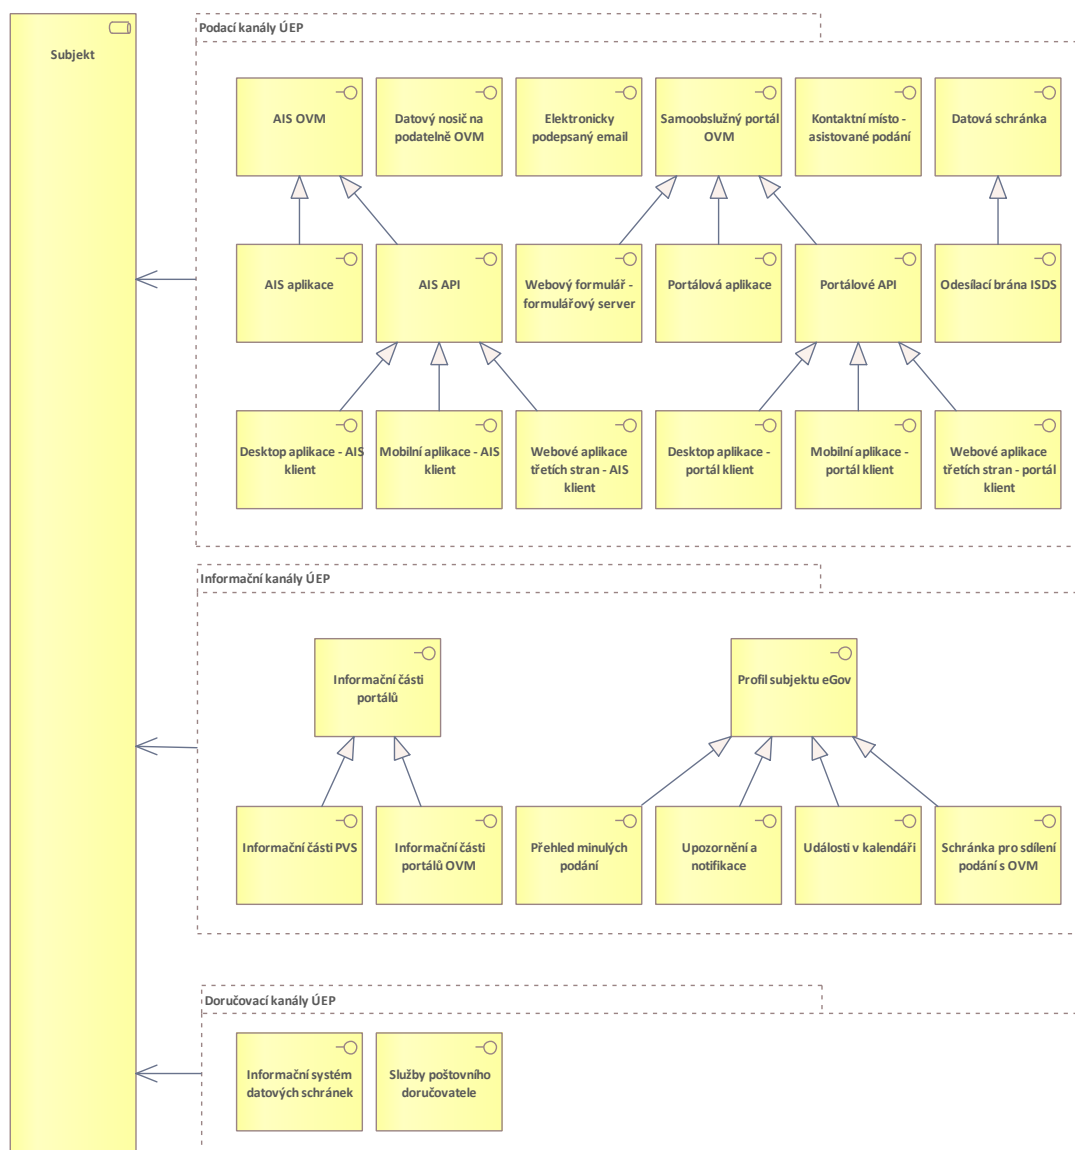 Subjekt
Podací kanály ÚEP
AIS OVM
Datový nosič na
podatelně OVM
Elektronicky
podepsaný email
Samoobslužný portál
OVM
Kontaktní místo -
asistované podání
Datová schránka
AIS aplikace
AIS API
Webový formulář -
formulářový server
Portálová aplikace
Portálové API
Odesílací brána ISDS
Desktop aplikace - AIS
klient
Mobilní aplikace - AIS
klient
Webové aplikace
třetích stran - AIS
klient
Desktop aplikace -
portál klient
Mobilní aplikace -
portál klient
Webové aplikace
třetích stran - portál
klient
Informační kanály ÚEP
Informační části
portálů
Profil subjektu eGov
Informační části PVS
Informační části
portálů OVM
Přehled minulých
podání
Upozornění a
notifikace
Události v kalendáři
Schránka pro sdílení
podání s OVM
Doručovací kanály ÚEP
Informační systém
datových schránek
Služby poštovního
doručovatele